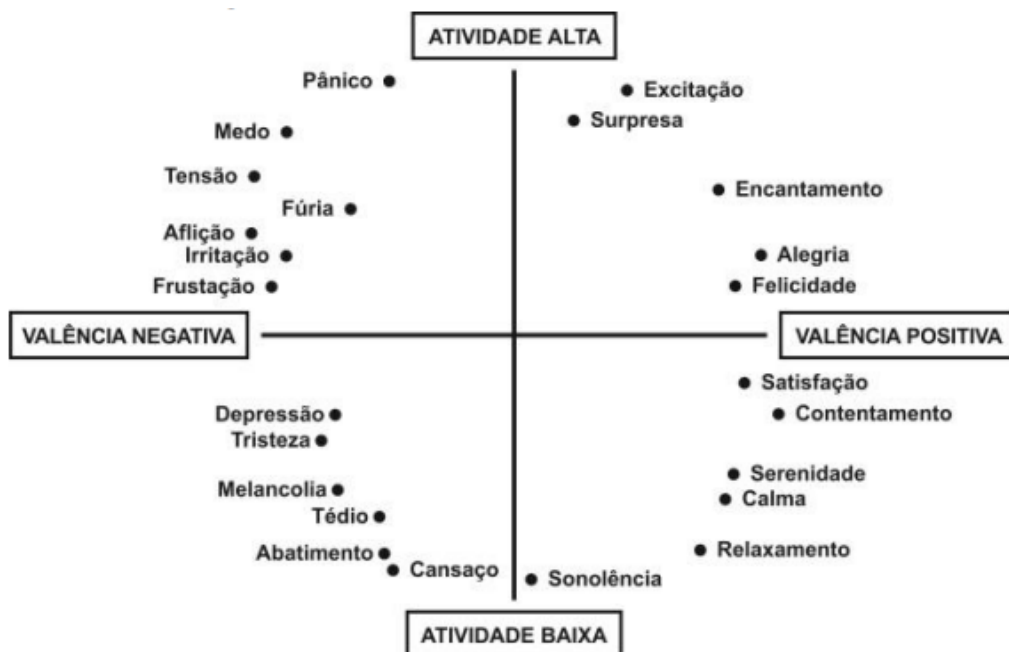 ATIVIDADE ALTA
Pânico
Excitação
Surpresa
Medo
Tensão
Encantamento
Fúria
Aflição
Irritação
Alegria
Frustação
Felicidade
VALÊNCIA NEGATIVA
VALÊNCIA POSITIVA
Satisfação
Depressão
Contentamento
Tristeza
Serenidade
Melancolia
Calma
Tédio
Abatimento
Relaxamento
Cansaço
Sonolência
ATIVIDADE BAIXA